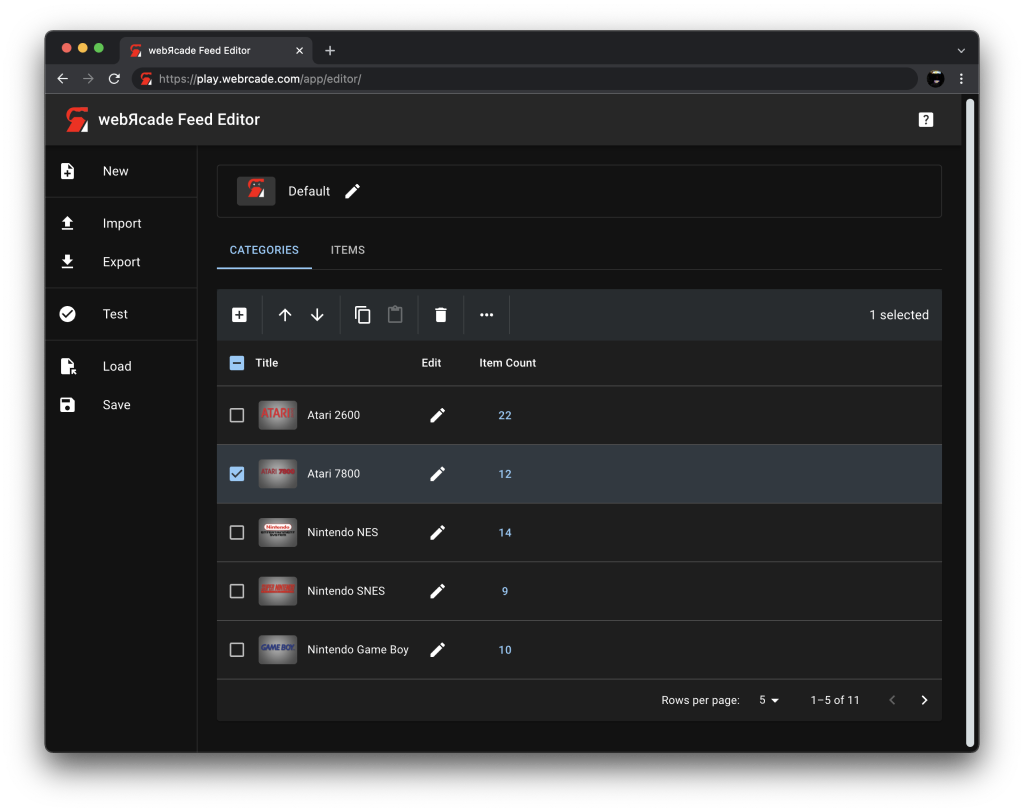 webЯcade Feed Editor
https://play.webrcade.com/app/editor/
webЯcade Feed Editor
?
New
Import
Export
Test
Load
Save
Default
CATEGORIES ITEMS
1 selected
Title Edit Item Count
ATARI Atari 2600 22
ATARI 7800 Atari 7800 12
Nintendo Nintendo NES 14
Nintendo SNES 9
GAME BOY Nintendo Game Boy 10
Rows per page: 5 1–5 of 11